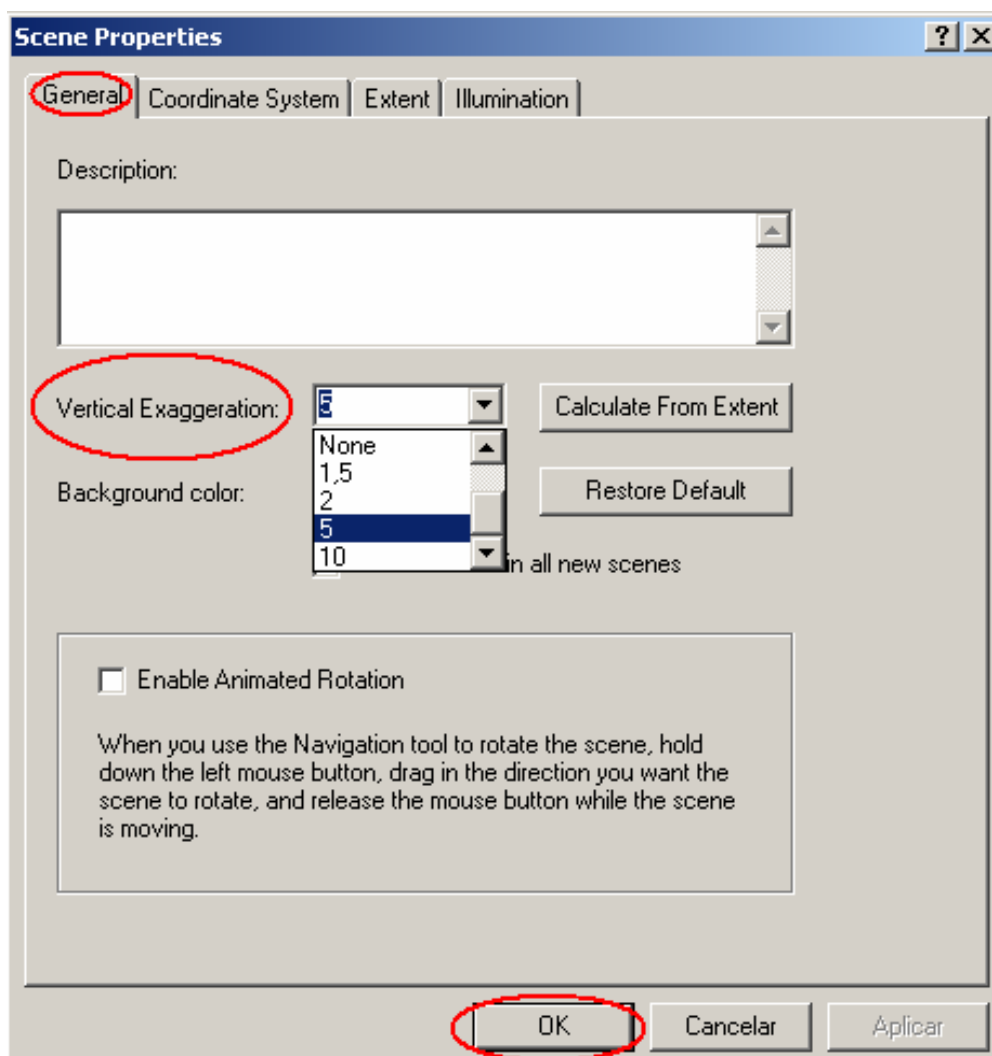 Scene Properties
General Coordinate System Extent Illumination
Description:
Vertical Exaggeration: 5 Calculate From Extent
None
1,5
Background color: 2 Restore Default
5
10
in all new scenes
Enable Animated Rotation
When you use the Navigation tool to rotate the scene, hold
down the left mouse button, drag in the direction you want the
scene to rotate, and release the mouse button while the scene
is moving.
OK Cancelar Aplicar